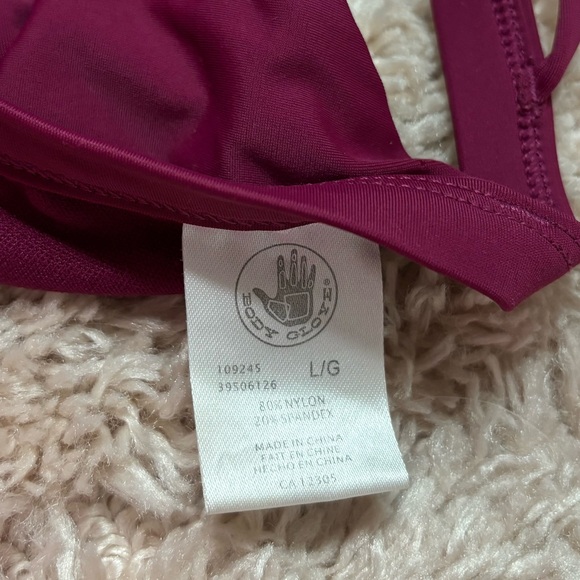 BODY GLOVE®
109245 L/G
39506126
80% NYLON
20% SPANDEX
MADE IN CHINA
FAIT EN CHINE
HECHO EN CHINA
CA 12305